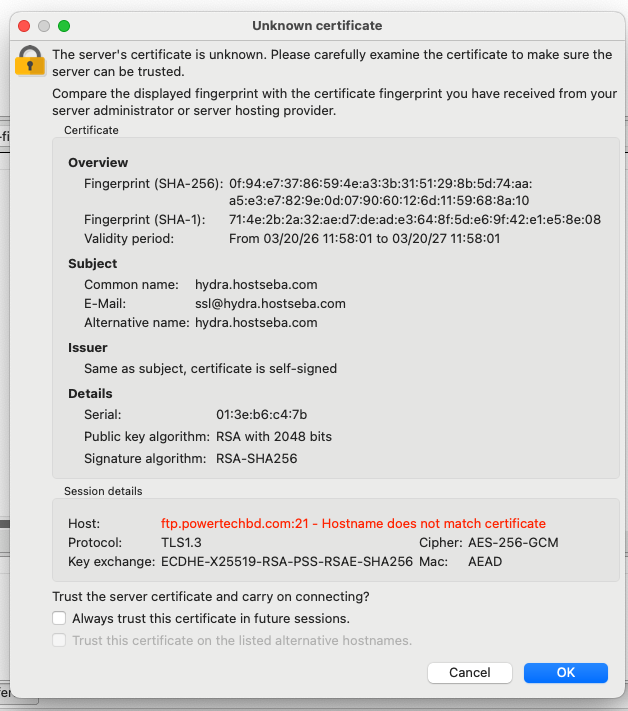 Unknown certificate
The server's certificate is unknown. Please carefully examine the certificate to make sure the
server can be trusted.
Compare the displayed fingerprint with the certificate fingerprint you have received from your
server administrator or server hosting provider.
Certificate
Overview
Fingerprint (SHA-256): 0f:94:e7:37:86:59:4e:a3:3b:31:51:29:8b:5d:74:aa:
a5:e3:e7:82:9e:0d:07:90:60:12:6d:11:59:68:8a:10
Fingerprint (SHA-1): 71:4e:2b:2a:32:ae:d7:de:ad:e3:64:8f:5d:e6:9f:42:e1:e5:8e:08
Validity period: From 03/20/26 11:58:01 to 03/20/27 11:58:01
Subject
Common name: hydra.hostseba.com
E-Mail: ssl@hydra.hostseba.com
Alternative name: hydra.hostseba.com
Issuer
Same as subject, certificate is self-signed
Details
Serial: 01:3e:b6:c4:7b
Public key algorithm: RSA with 2048 bits
Signature algorithm: RSA-SHA256
Session details
Host: ftp.powertechbd.com:21 - Hostname does not match certificate
Protocol: TLS1.3 Cipher: AES-256-GCM
Key exchange: ECDHE-X25519-RSA-PSS-RSAE-SHA256 Mac: AEAD
Trust the server certificate and carry on connecting?
Always trust this certificate in future sessions.
Trust this certificate on the listed alternative hostnames.
Cancel OK